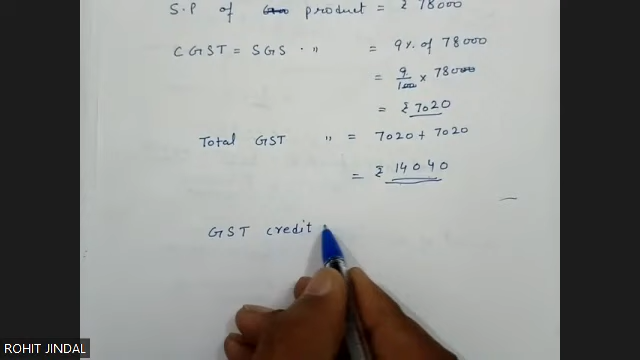 S.P of product = ₹ 78000
CGST = SGS · " = 9% of 78000
= 9/100 × 78000
= ₹ 7020
Total GST " = 7020 + 7020
= ₹ 14040
GST credit
ROHIT JINDAL